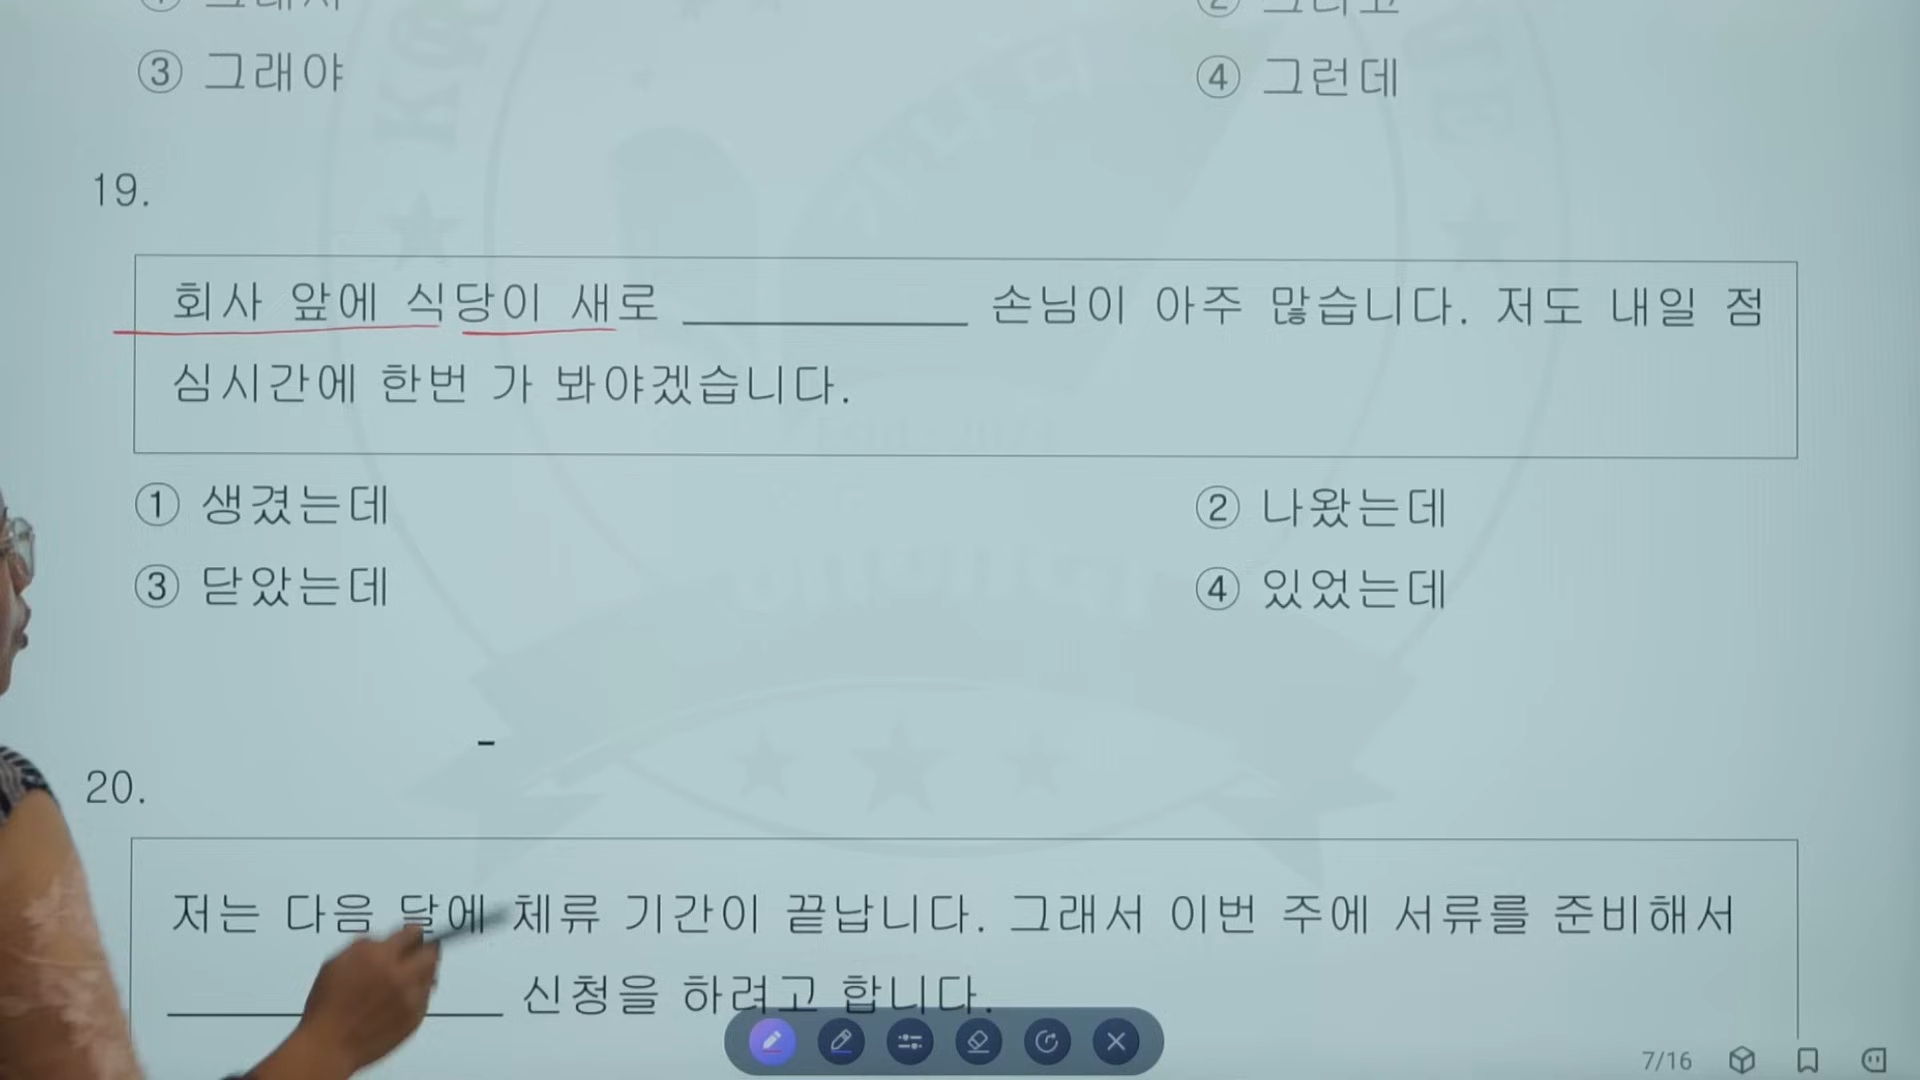 ③ 그래야
④ 그런데
19.
회사 앞에 식당이 새로 __________ 손님이 아주 많습니다. 저도 내일 점
심시간에 한번 가 봐야겠습니다.
① 생겼는데
② 나왔는데
③ 닫았는데
④ 있었는데
20.
저는 다음 달에 체류 기간이 끝납니다. 그래서 이번 주에 서류를 준비해서
__________ 신청을 하려고 합니다.
7/16